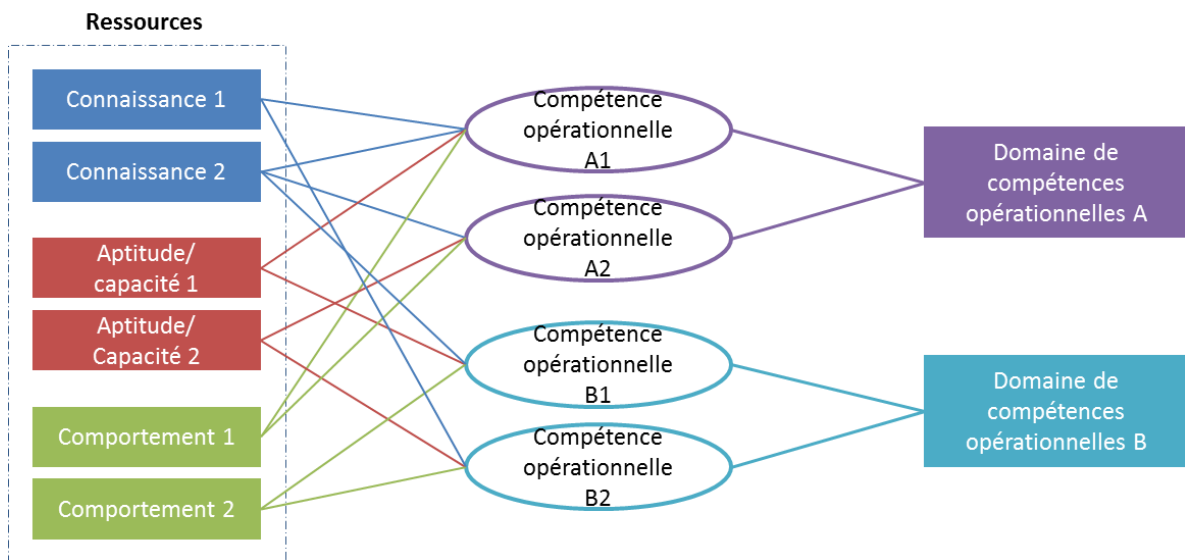 Ressources
Connaissance 1
Connaissance 2
Aptitude/
capacité 1
Aptitude/
Capacité 2
Comportement 1
Comportement 2
Compétence
opérationnelle
A1
Compétence
opérationnelle
A2
Compétence
opérationnelle
B1
Compétence
opérationnelle
B2
Domaine de
compétences
opérationnelles A
Domaine de
compétences
opérationnelles B